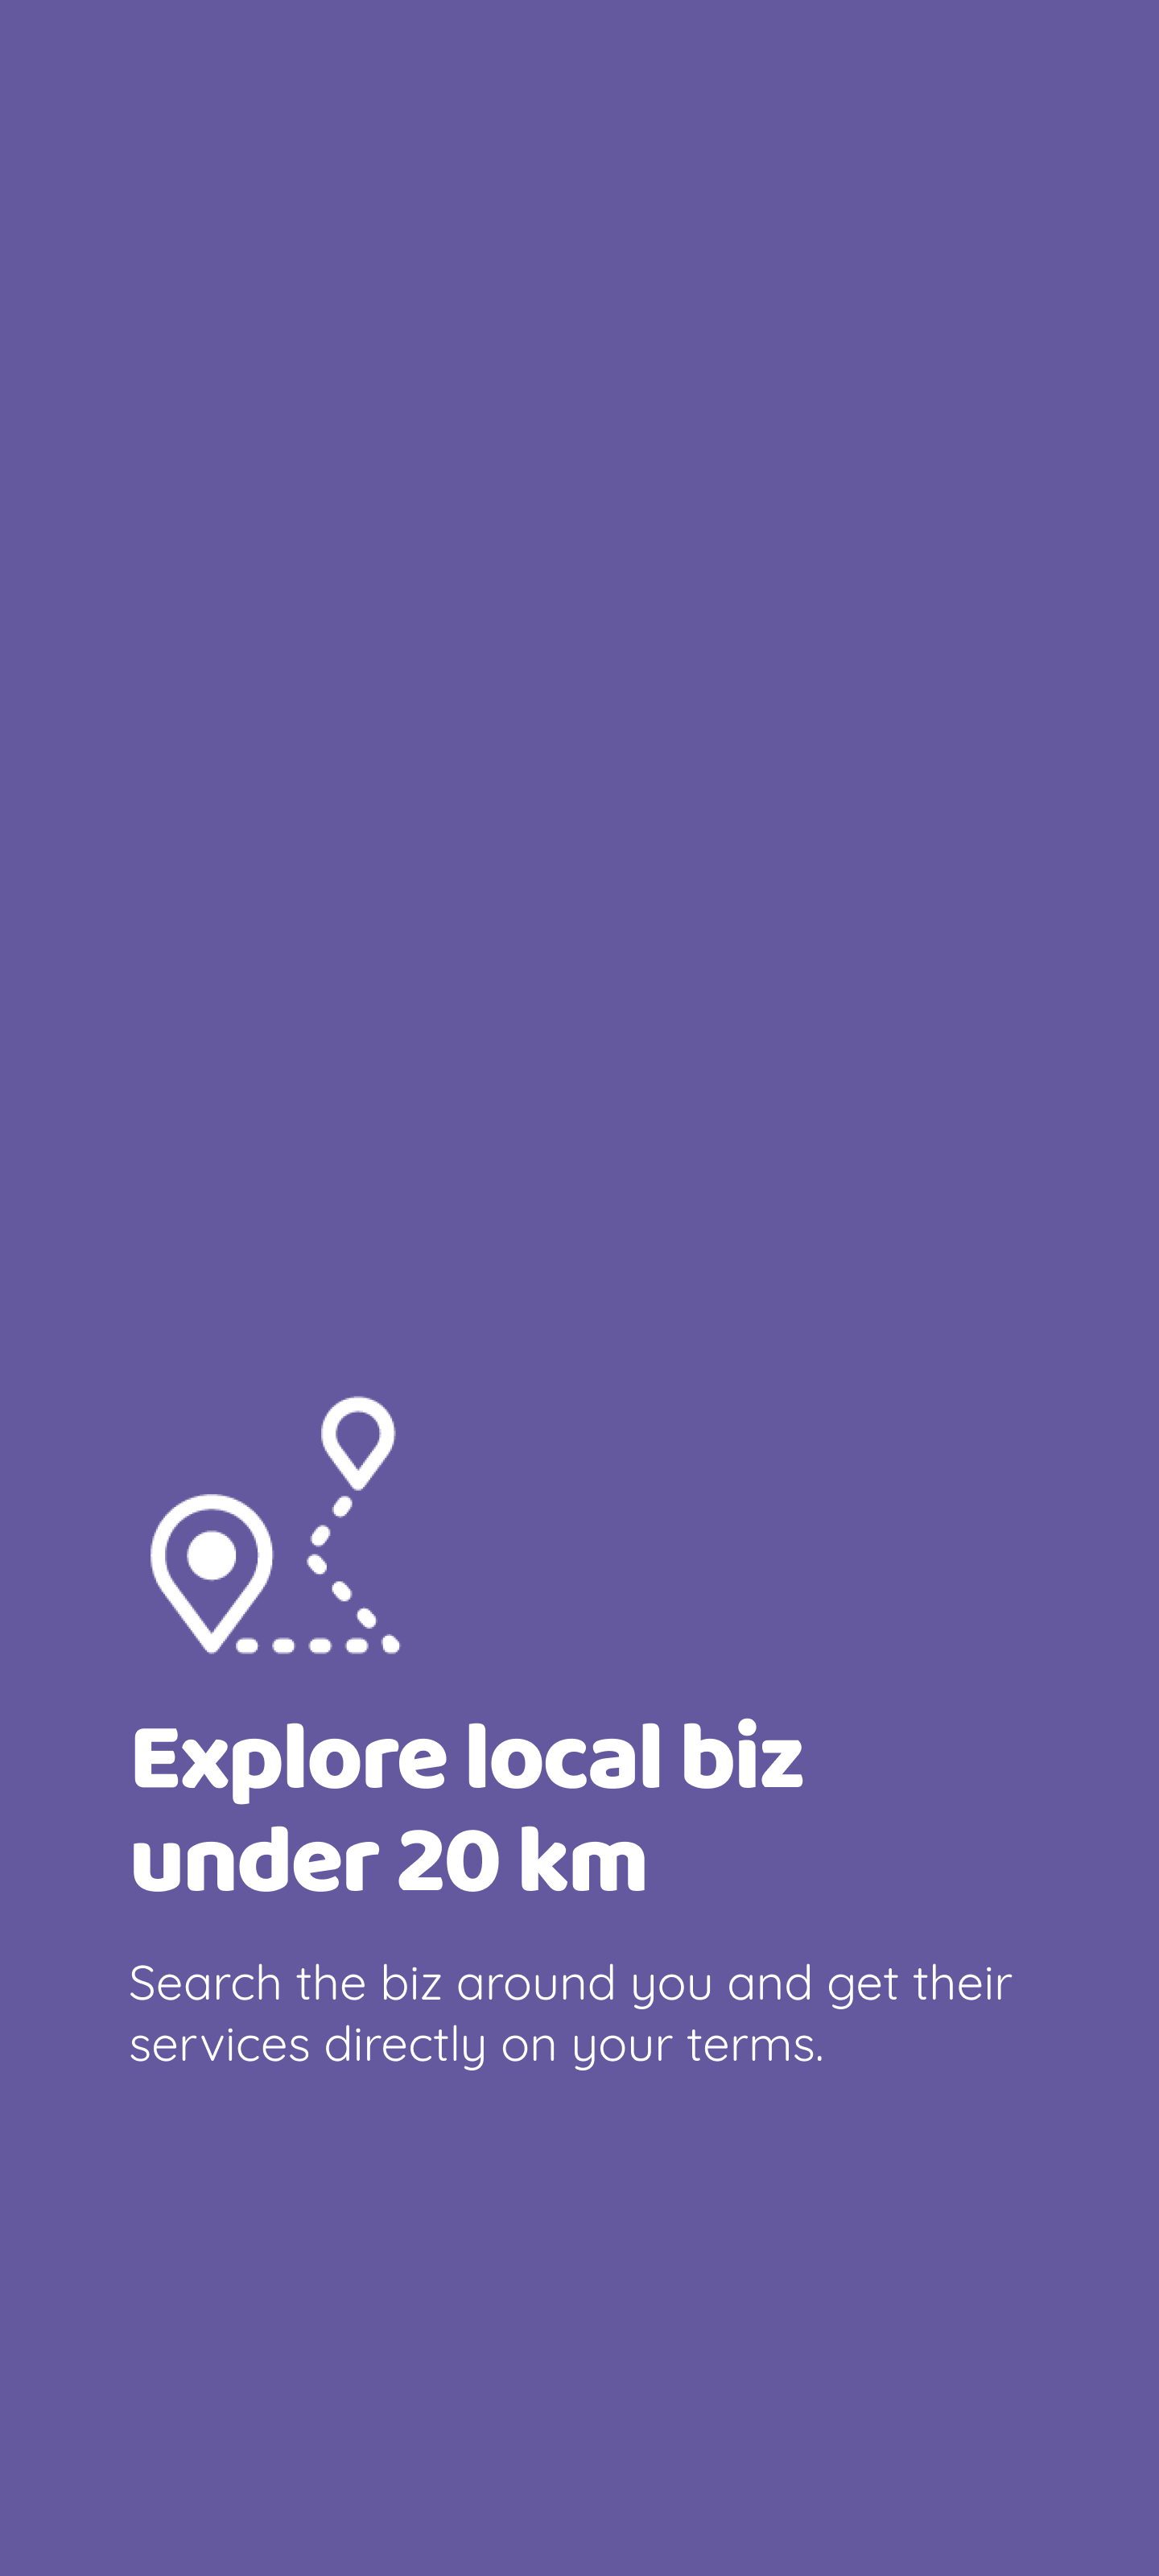 Explore local biz
under 20 km
Search the biz around you and get their
services directly on your terms.